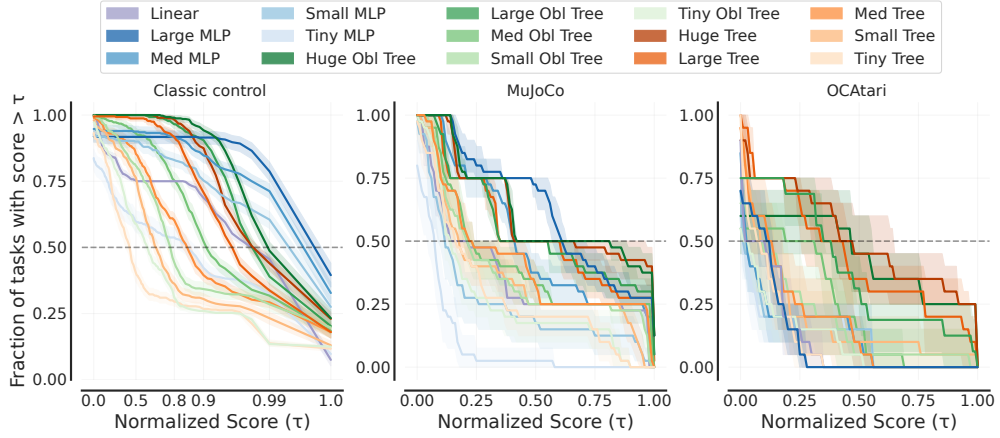 Linear Small MLP Large Obl Tree Tiny Obl Tree Med Tree
Large MLP Tiny MLP Med Obl Tree Huge Tree Small Tree
Med MLP Huge Obl Tree Small Obl Tree Large Tree Tiny Tree
Classic control MuJoCo OCAtari
Fraction of tasks with score > τ
1.00 1.00 1.00
0.75 0.75 0.75
0.50 0.50 0.50
0.25 0.25 0.25
0.00 0.00 0.00
0.0 0.5 0.8 0.9 0.99 1.0 0.00 0.25 0.50 0.75 1.00 0.00 0.25 0.50 0.75 1.00
Normalized Score (τ) Normalized Score (τ) Normalized Score (τ)